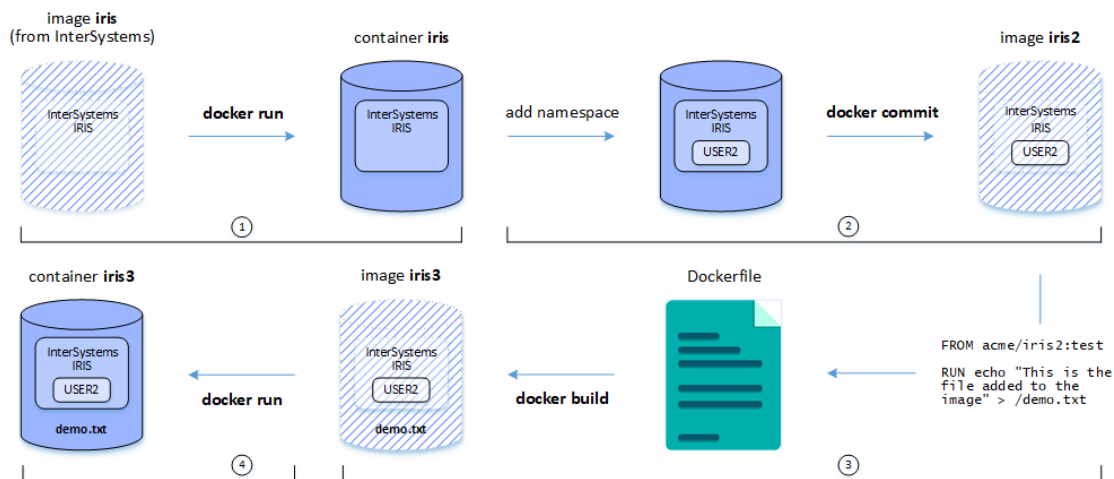 image iris
(from InterSystems)
container iris
image iris2
InterSystems
IRIS
docker run
InterSystems
IRIS
add namespace
InterSystems
IRIS
USER2
docker commit
InterSystems
IRIS
USER2
1
2
container iris3
image iris3
Dockerfile
InterSystems
IRIS
USER2
demo.txt
docker run
InterSystems
IRIS
USER2
demo.txt
docker build
FROM acme/iris2:test
RUN echo "This is the
file added to the
image" > /demo.txt
4
3